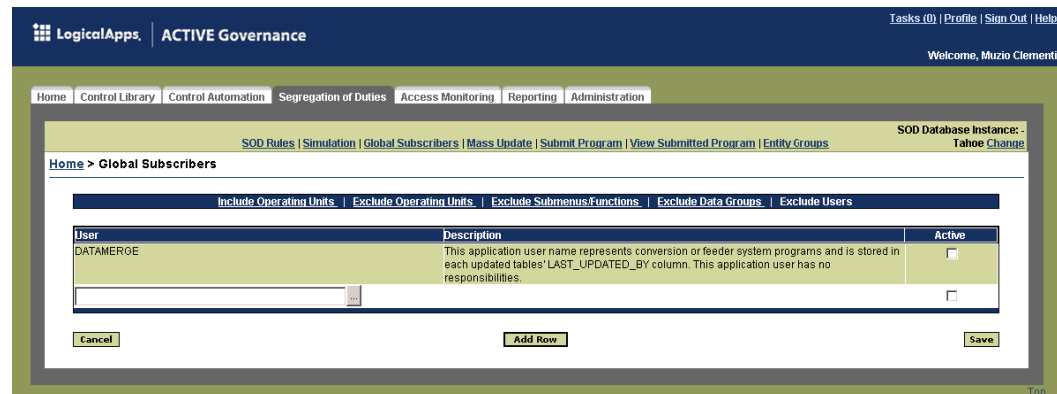 Tasks (0) | Profile | Sign Out | Help
LogicalApps. ACTIVE Governance
Welcome, Muzio Clementi
Home Control Library Control Automation Segregation of Duties Access Monitoring Reporting Administration
SOD Database Instance: -
SOD Rules | Simulation | Global Subscribers | Mass Update | Submit Program | View Submitted Program | Entity Groups Tahoe Change
Home > Global Subscribers
Include Operating Units | Exclude Operating Units | Exclude Submenus/Functions | Exclude Data Groups | Exclude Users
User Description Active
DATAMERGE This application user name represents conversion or feeder system programs and is stored in
each updated tables' LAST_UPDATED_BY column. This application user has no
responsibilities.
...
Cancel Add Row Save
Top